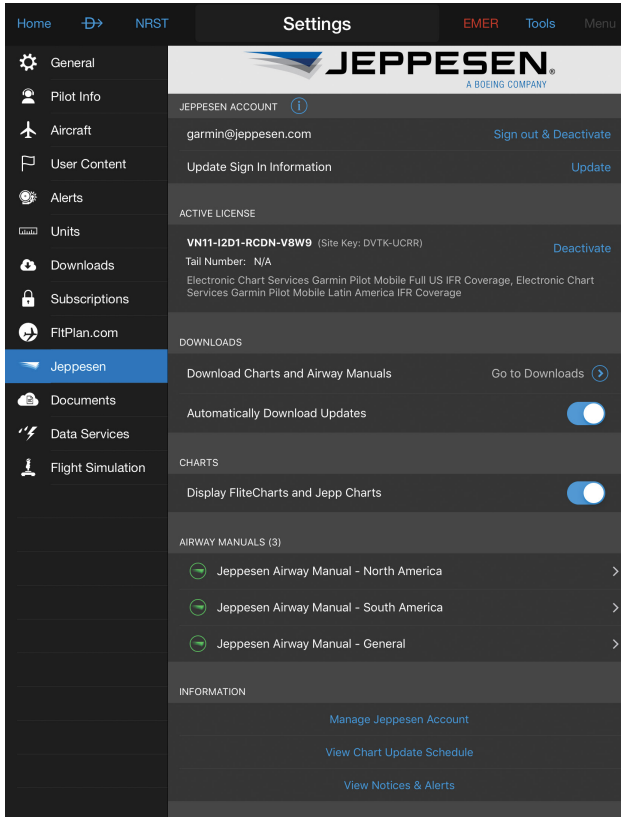 Home NRST Settings EMER Tools Menu
General
Pilot Info
Aircraft
User Content
Alerts
Units
Downloads
Subscriptions
FltPlan.com
Jeppesen
Documents
Data Services
Flight Simulation
JEPPESEN®
A BOEING COMPANY
JEPPESEN ACCOUNT
garmin@jeppesen.com Sign out & Deactivate
Update Sign In Information Update
ACTIVE LICENSE
VN11-I2D1-RCDN-V8W9 (Site Key: DVTK-UCRR) Deactivate
Tail Number: N/A
Electronic Chart Services Garmin Pilot Mobile Full US IFR Coverage, Electronic Chart
Services Garmin Pilot Mobile Latin America IFR Coverage
DOWNLOADS
Download Charts and Airway Manuals Go to Downloads
Automatically Download Updates
CHARTS
Display FliteCharts and Jepp Charts
AIRWAY MANUALS (3)
Jeppesen Airway Manual - North America
Jeppesen Airway Manual - South America
Jeppesen Airway Manual - General
INFORMATION
Manage Jeppesen Account
View Chart Update Schedule
View Notices & Alerts